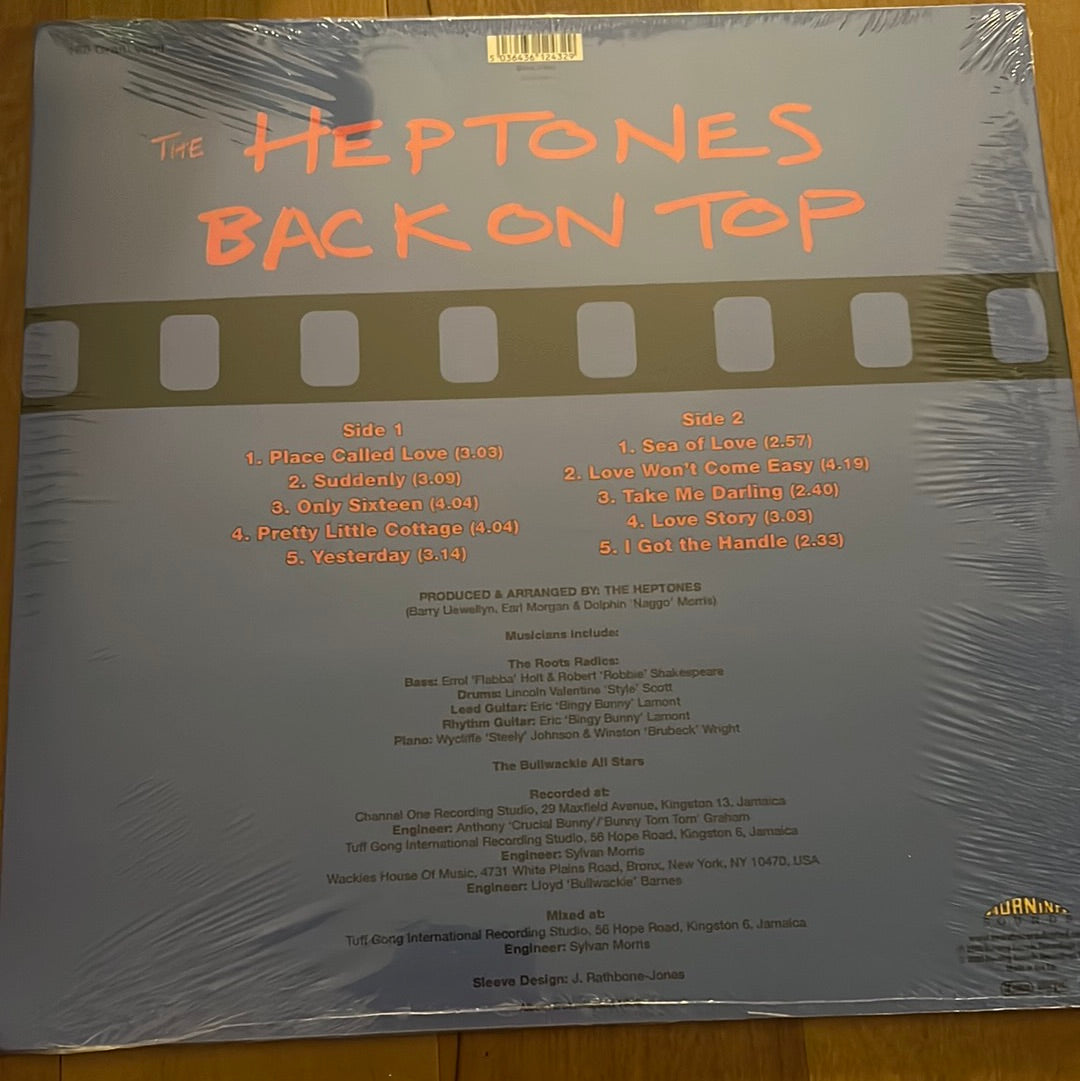 5 036436 124329
THE HEPTONES
BACK ON TOP
Side 1
1. Place Called Love (3.03)
2. Suddenly (3.09)
3. Only Sixteen (4.04)
4. Pretty Little Cottage (4.04)
5. Yesterday (3.14)
Side 2
1. Sea of Love (2.57)
2. Love Won't Come Easy (4.19)
3. Take Me Darling (2.40)
4. Love Story (3.03)
5. I Got the Handle (2.33)
PRODUCED & ARRANGED BY: THE HEPTONES
(Barry Llewellyn, Earl Morgan & Dolphin 'Naggo' Morris)
Musicians include:
The Roots Radics:
Bass: Errol 'Flabba' Holt & Robert 'Robbie' Shakespeare
Drums: Lincoln Valentine 'Style' Scott
Lead Guitar: Eric 'Bingy Bunny' Lamont
Rhythm Guitar: Eric 'Bingy Bunny' Lamont
Piano: Wycliffe 'Steely' Johnson & Winston 'Brubeck' Wright
The Bullwackie All Stars
Recorded at:
Channel One Recording Studio, 29 Maxfield Avenue, Kingston 13, Jamaica
Engineer: Anthony 'Crucial Bunny'/'Bunny Tom Tom' Graham
Tuff Gong International Recording Studio, 56 Hope Road, Kingston 6, Jamaica
Engineer: Sylvan Morris
Wackies House Of Music, 4731 White Plains Road, Bronx, New York, NY 10470, USA
Engineer: Lloyd 'Bullwackie' Barnes
Mixed at:
Tuff Gong International Recording Studio, 56 Hope Road, Kingston 6, Jamaica
Engineer: Sylvan Morris
Sleeve Design: J. Rathbone-Jones
BURNING
SOUNDS